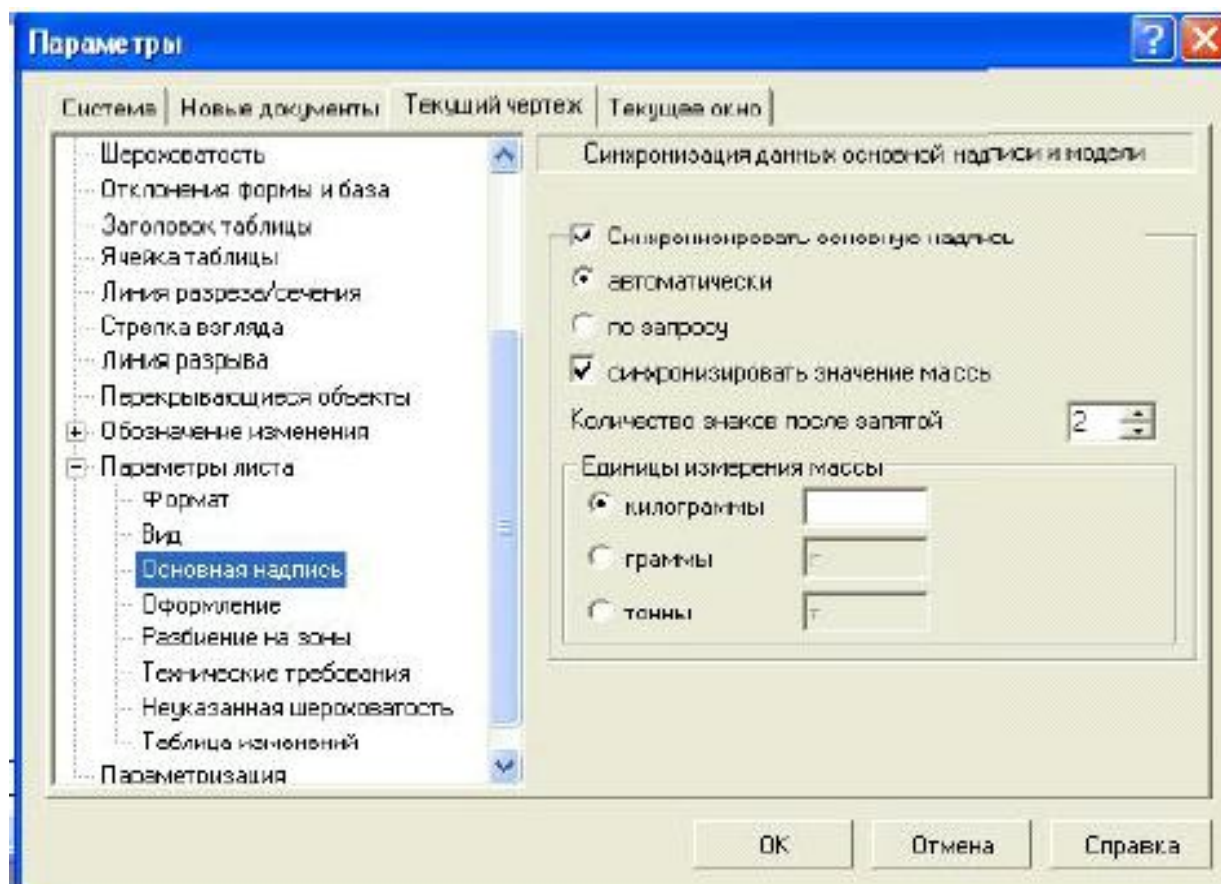 Параметры
Система
Новые документы
Текущий чертеж
Текущее окно
Шероховатость
Отклонения формы и база
Заголовок таблицы
Ячейка таблицы
Линия разреза/сечения
Стрелка взгляда
Линия разрыва
Перекрывающиеся объекты
Обозначение изменения
Параметры листа
Формат
Вид
Основная надпись
Оформление
Разбиение на зоны
Технические требования
Неуказанная шероховатость
Таблица изменений
Параметризация
Синхронизация данных основной надписи и модели
Синхронизировать основную надпись
автоматически
по запросу
синхронизировать значение массы
Количество знаков после запятой
2
Единицы измерения массы
килограммы
граммы
г
тонны
т
ОК
Отмена
Справка